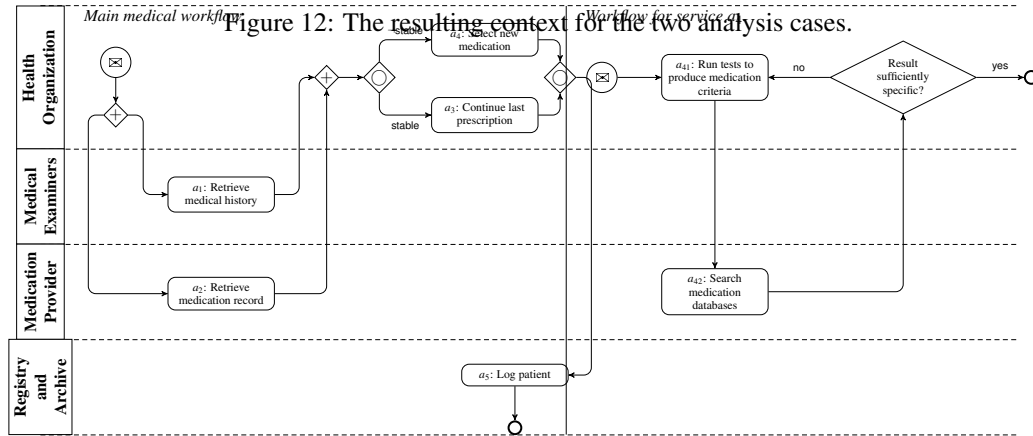 Main medical workflow
Workflow for service a₄
Figure 12: The resulting context for the two analysis cases.
Health
Organization
stable
a₄: Select new
medication
a₃: Continue last
prescription
stable
a₄₁: Run tests to
produce medication
criteria
no
Result
sufficiently
specific?
yes
Medical
Examiners
a₁: Retrieve
medical history
Medication
Provider
a₂: Retrieve
medication record
a₄₂: Search
medication
databases
Registry
and
Archive
a₅: Log patient